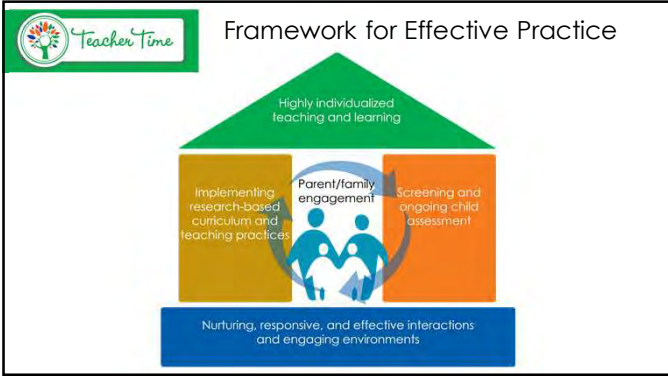 Teacher Time
Framework for Effective Practice
Highly individualized
teaching and learning
Implementing
research-based
curriculum and
teaching practices
Parent/family
engagement
Screening and
ongoing child
assessment
Nurturing, responsive, and effective interactions
and engaging environments